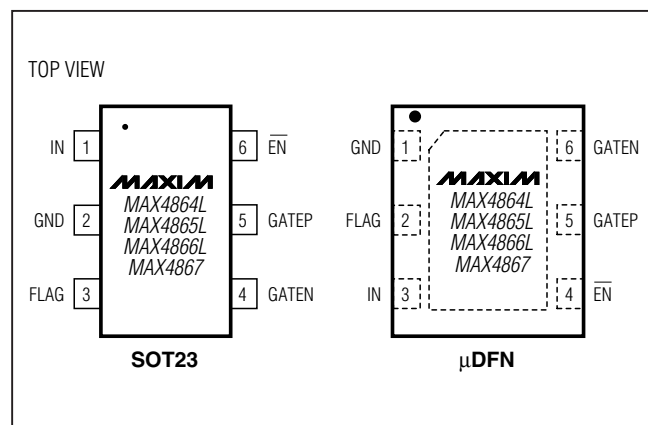 TOP VIEW
IN 1
6 EN
MAXIM
MAX4864L
GND 2
MAX4865L
5 GATEP
MAX4866L
MAX4867
FLAG 3
4 GATEN
SOT23
GND 1
6 GATEN
MAXIM
MAX4864L
FLAG 2
MAX4865L
5 GATEP
MAX4866L
MAX4867
IN 3
4 EN
μDFN